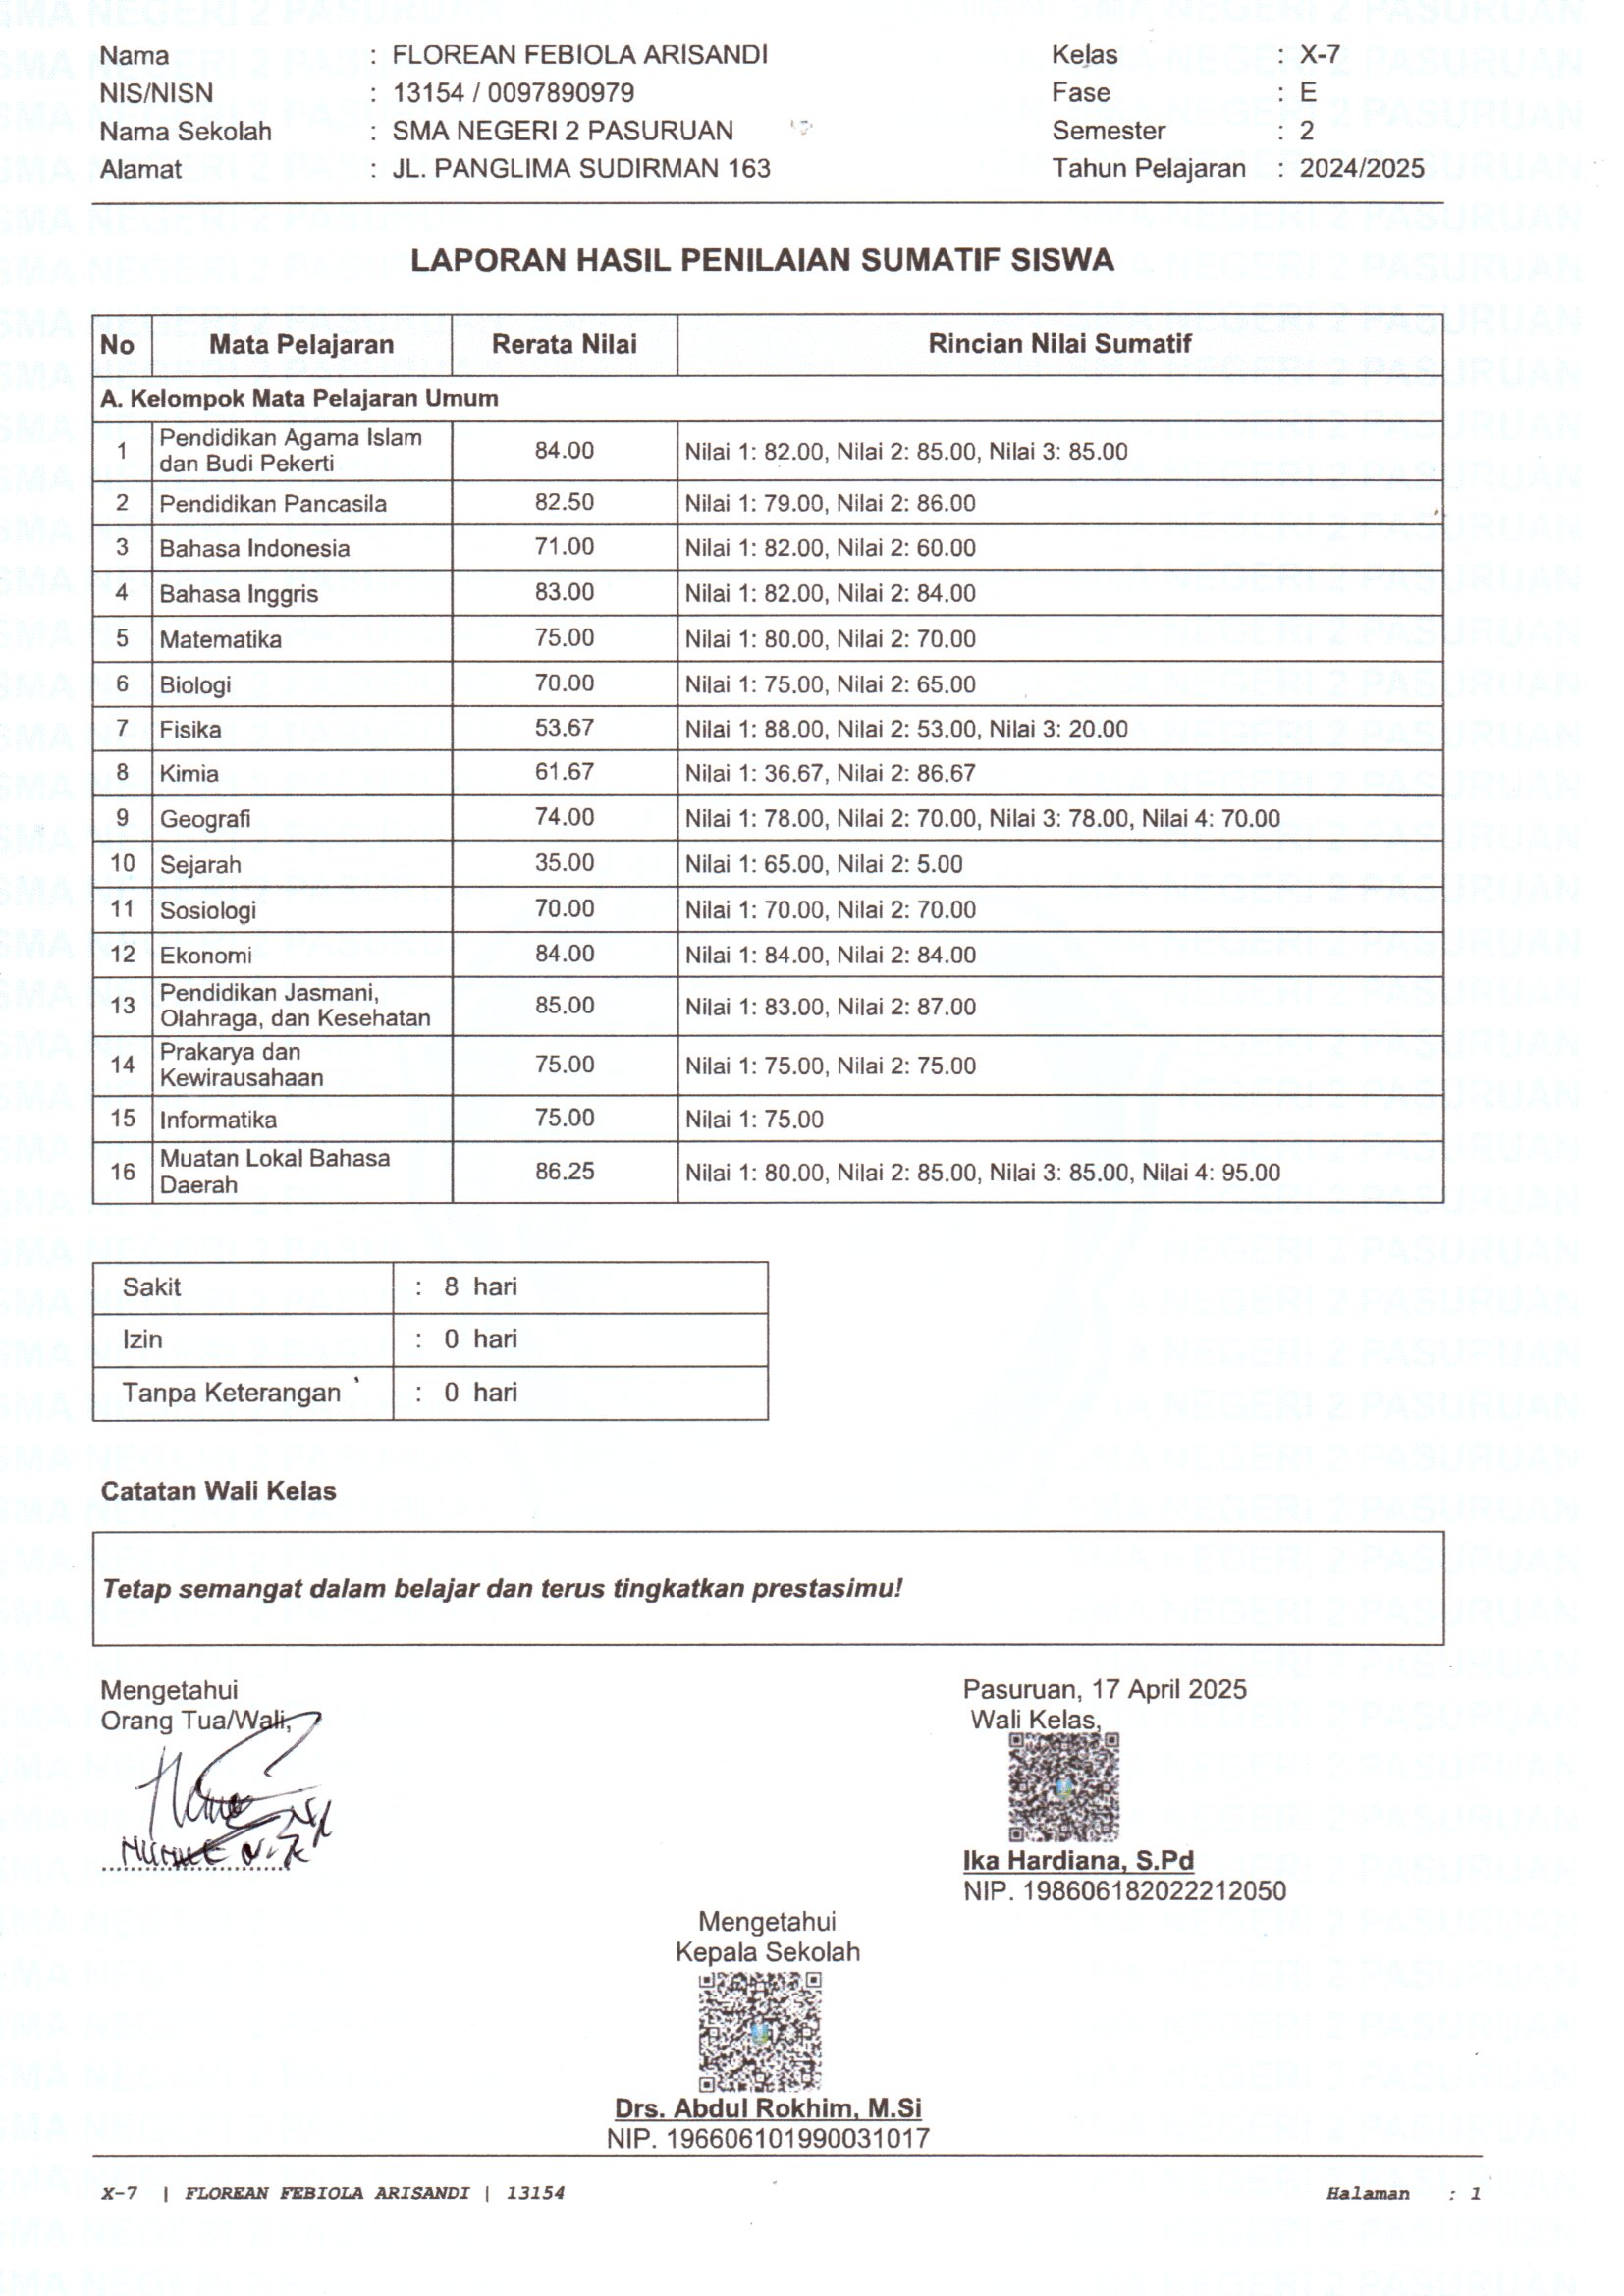 Nama : FLOREAN FEBIOLA ARISANDI Kelas : X-7
NIS/NISN : 13154 / 0097890979 Fase : E
Nama Sekolah : SMA NEGERI 2 PASURUAN Semester : 2
Alamat : JL. PANGLIMA SUDIRMAN 163 Tahun Pelajaran : 2024/2025
LAPORAN HASIL PENILAIAN SUMATIF SISWA
No Mata Pelajaran Rerata Nilai Rincian Nilai Sumatif
A. Kelompok Mata Pelajaran Umum
1 Pendidikan Agama Islam dan Budi Pekerti 84.00 Nilai 1: 82.00, Nilai 2: 85.00, Nilai 3: 85.00
2 Pendidikan Pancasila 82.50 Nilai 1: 79.00, Nilai 2: 86.00
3 Bahasa Indonesia 71.00 Nilai 1: 82.00, Nilai 2: 60.00
4 Bahasa Inggris 83.00 Nilai 1: 82.00, Nilai 2: 84.00
5 Matematika 75.00 Nilai 1: 80.00, Nilai 2: 70.00
6 Biologi 70.00 Nilai 1: 75.00, Nilai 2: 65.00
7 Fisika 53.67 Nilai 1: 88.00, Nilai 2: 53.00, Nilai 3: 20.00
8 Kimia 61.67 Nilai 1: 36.67, Nilai 2: 86.67
9 Geografi 74.00 Nilai 1: 78.00, Nilai 2: 70.00, Nilai 3: 78.00, Nilai 4: 70.00
10 Sejarah 35.00 Nilai 1: 65.00, Nilai 2: 5.00
11 Sosiologi 70.00 Nilai 1: 70.00, Nilai 2: 70.00
12 Ekonomi 84.00 Nilai 1: 84.00, Nilai 2: 84.00
13 Pendidikan Jasmani, Olahraga, dan Kesehatan 85.00 Nilai 1: 83.00, Nilai 2: 87.00
14 Prakarya dan Kewirausahaan 75.00 Nilai 1: 75.00, Nilai 2: 75.00
15 Informatika 75.00 Nilai 1: 75.00
16 Muatan Lokal Bahasa Daerah 86.25 Nilai 1: 80.00, Nilai 2: 85.00, Nilai 3: 85.00, Nilai 4: 95.00
Sakit : 8 hari
Izin : 0 hari
Tanpa Keterangan : 0 hari
Catatan Wali Kelas
Tetap semangat dalam belajar dan terus tingkatkan prestasimu!
Mengetahui
Orang Tua/Wali,
Pasuruan, 17 April 2025
Wali Kelas,
Ika Hardiana, S.Pd
NIP. 198606182022212050
Mengetahui
Kepala Sekolah
Drs. Abdul Rokhim, M.Si
NIP. 196606101990031017
X-7 | FLOREAN FEBIOLA ARISANDI | 13154 Halaman : 1